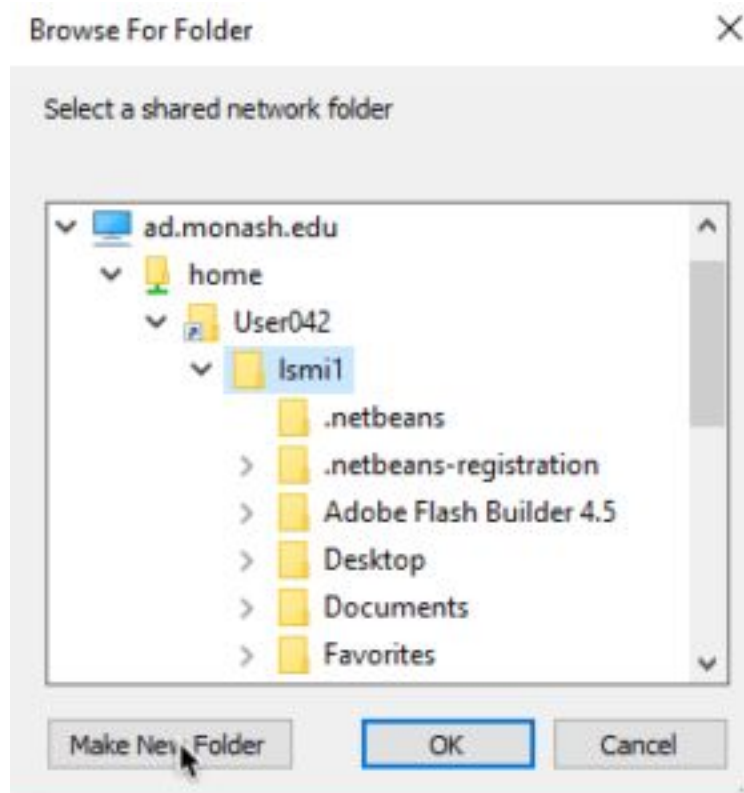 Browse For Folder
Select a shared network folder
ad.monash.edu
home
User042
lsmi1
.netbeans
.netbeans-registration
Adobe Flash Builder 4.5
Desktop
Documents
Favorites
Make New Folder OK Cancel